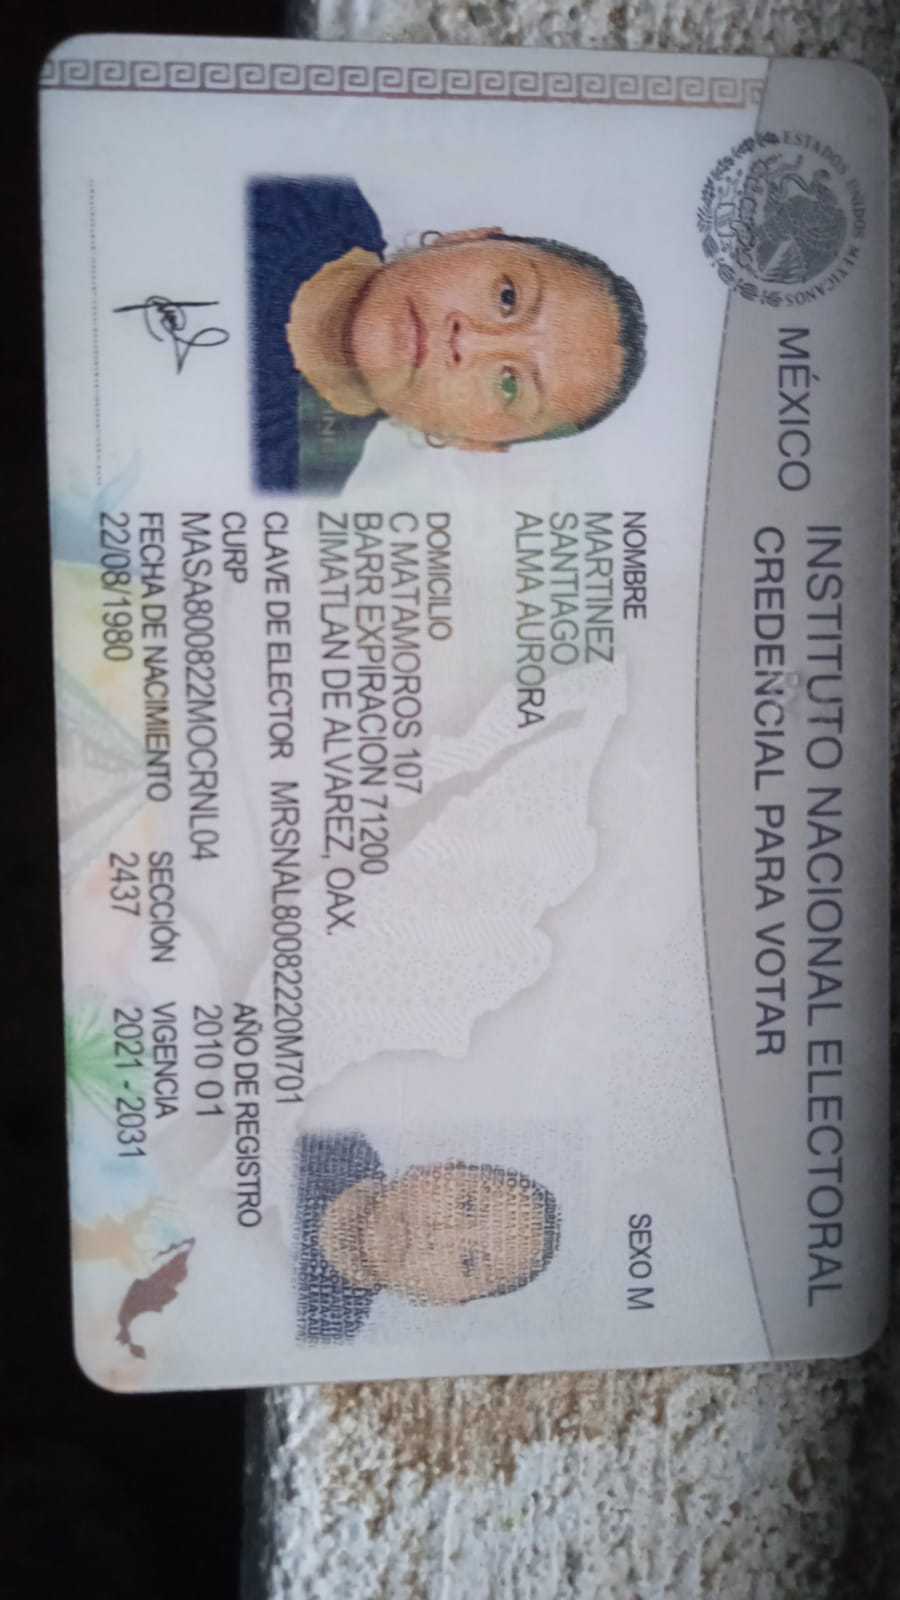 ESTADOS UNIDOS MEXICANOS
MÉXICO INSTITUTO NACIONAL ELECTORAL
CREDENCIAL PARA VOTAR
NOMBRE
MARTINEZ
SANTIAGO
ALMA AURORA
SEXO M
DOMICILIO
C MATAMOROS 107
BARR EXPIRACION 71200
ZIMATLAN DE ALVAREZ, OAX.
CLAVE DE ELECTOR MRSNAL80082220M701
CURP
MASA800822MOCRNL04
AÑO DE REGISTRO
2010 01
FECHA DE NACIMIENTO
22/08/1980
SECCIÓN
2437
VIGENCIA
2021 - 2031